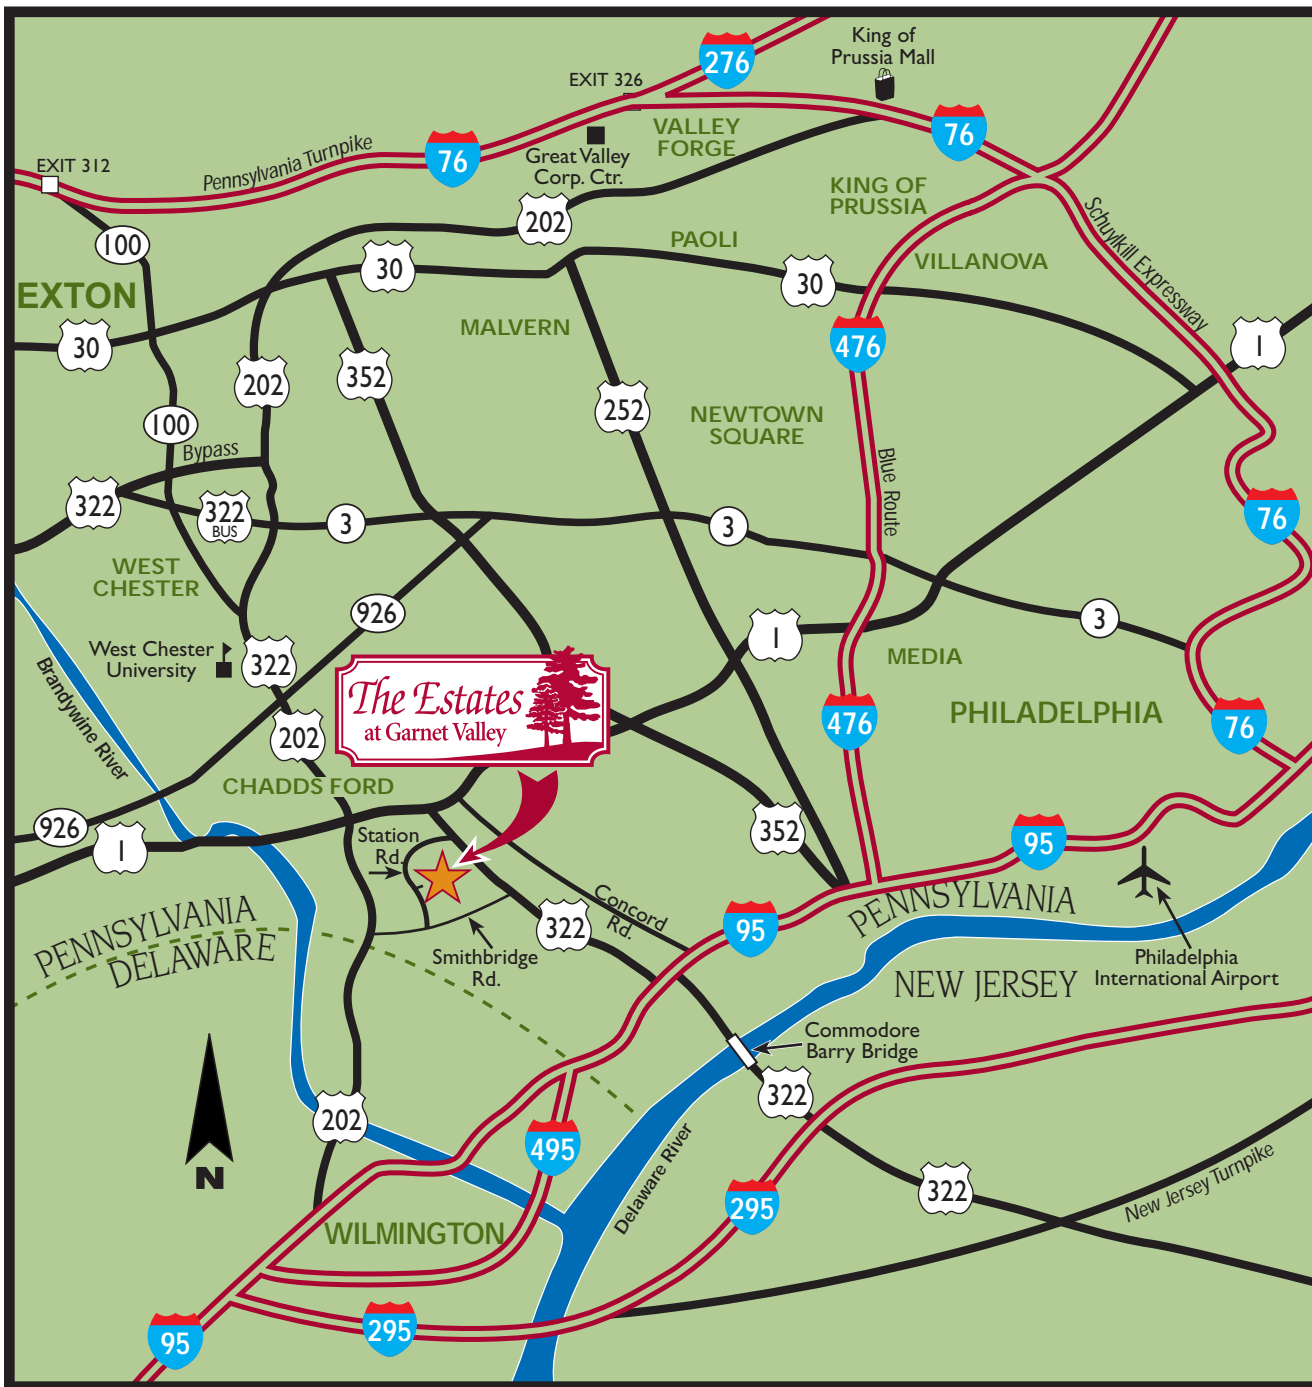 King of
Prussia Mall
276
EXIT 326
76
VALLEY
FORGE
76
Pennsylvania Turnpike
EXIT 312
Great Valley
Corp. Ctr.
KING OF
PRUSSIA
Schuylkill Expressway
202
100
PAOLI
VILLANOVA
30
30
EXTON
MALVERN
30
476
1
202
352
252
NEWTOWN
SQUARE
100
Bypass
Blue Route
322
322
BUS
3
3
76
WEST
CHESTER
926
3
1
West Chester
University
322
MEDIA
Brandywine River
The Estates
at Garnet Valley
202
476
PHILADELPHIA
76
CHADDS FORD
926
1
Station
Rd.
352
95
Concord
Rd.
PENNSYLVANIA
PENNSYLVANIA
DELAWARE
322
95
Smithbridge
Rd.
Philadelphia
International Airport
NEW JERSEY
Commodore
Barry Bridge
322
202
N
495
Delaware River
295
322
New Jersey Turnpike
WILMINGTON
295
95